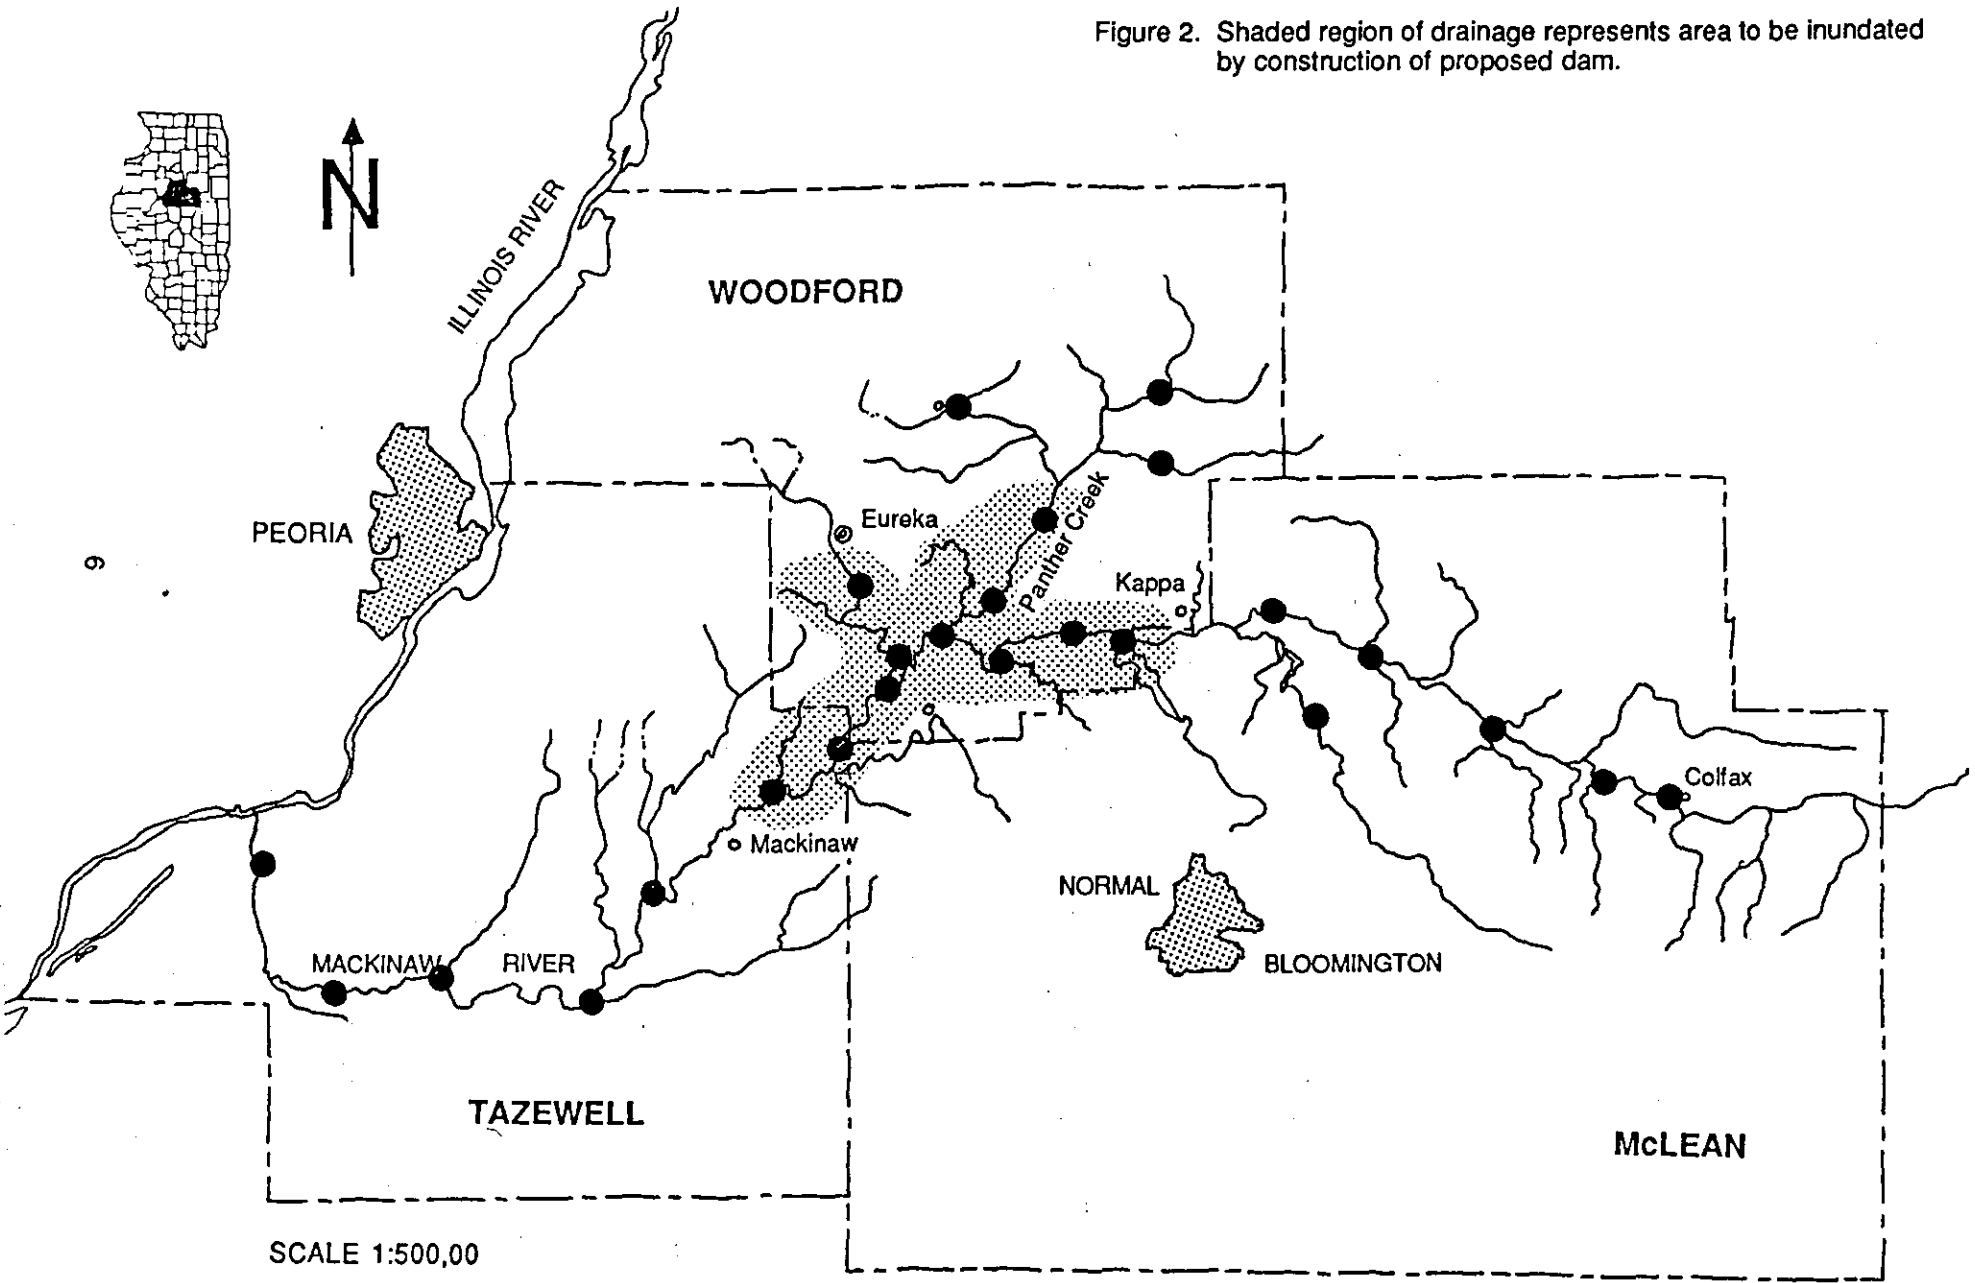 Figure 2. Shaded region of drainage represents area to be inundated
by construction of proposed dam.
N
ILLINOIS RIVER
WOODFORD
PEORIA
Eureka
Panther Creek
Kappa
9
Colfax
Mackinaw
NORMAL
MACKINAW RIVER
BLOOMINGTON
TAZEWELL
McLEAN
SCALE 1:500,00